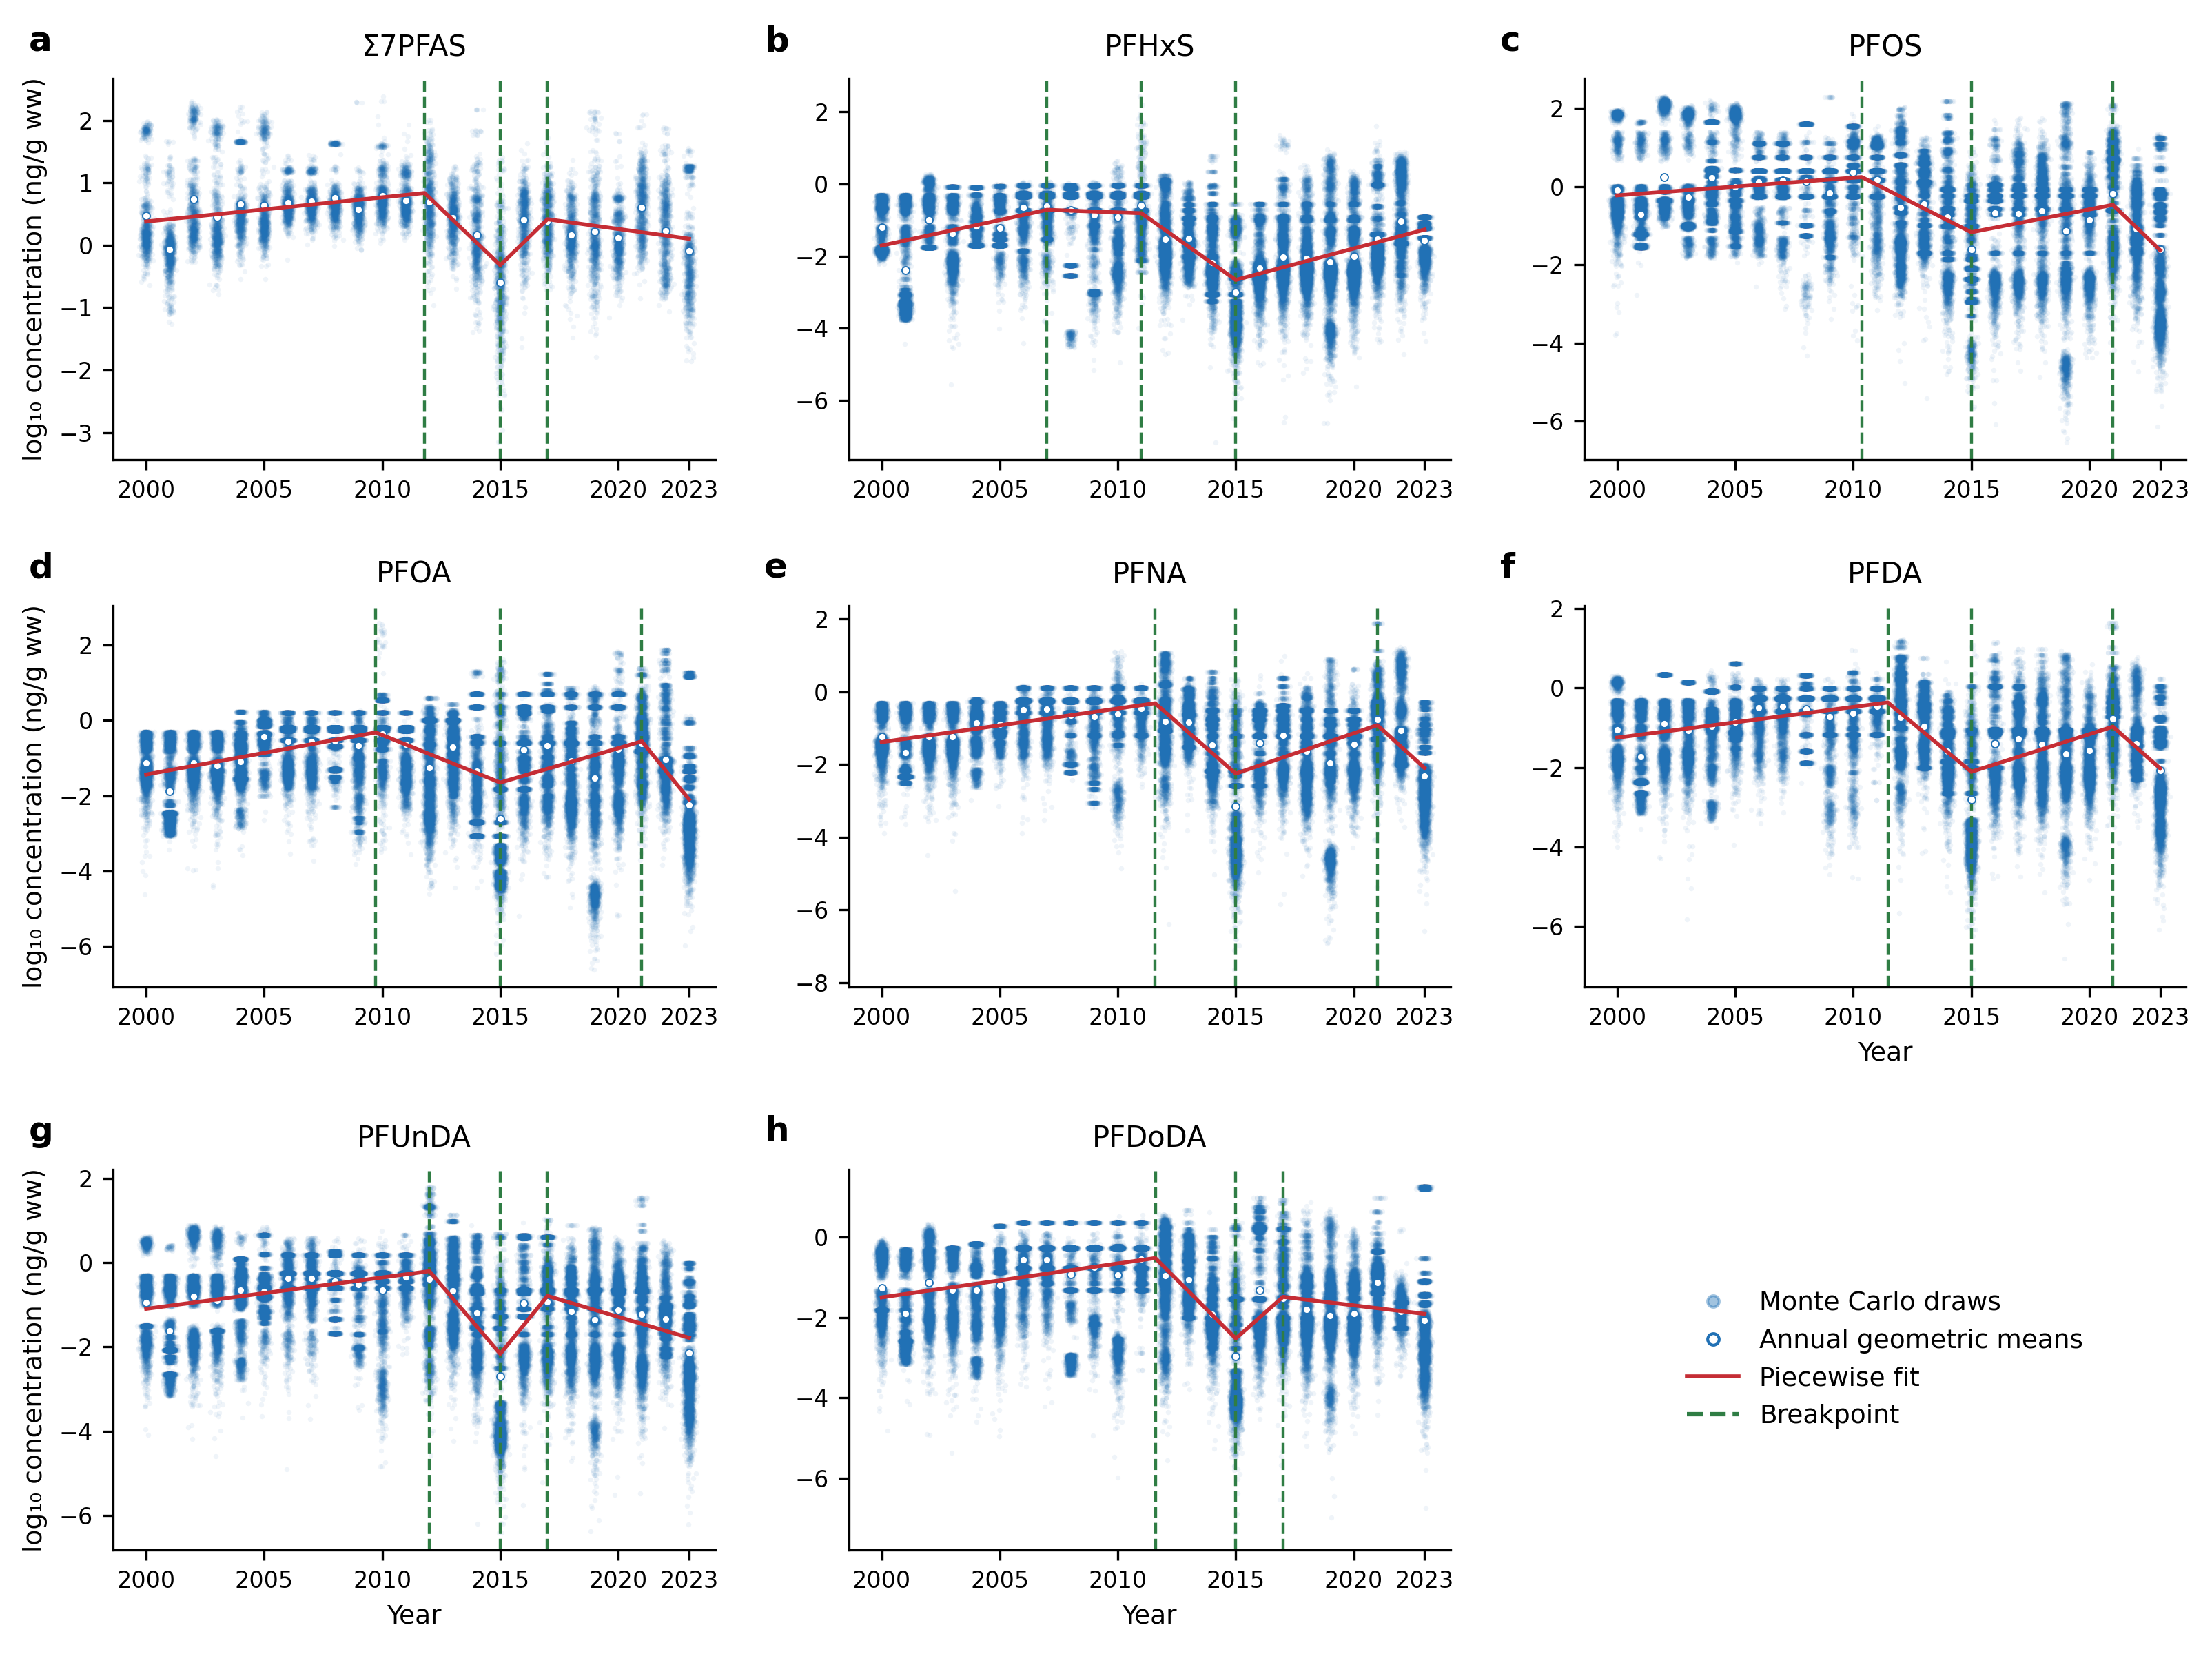 a
Σ7PFAS
log₁₀ concentration (ng/g ww)
2
1
0
−1
−2
−3
2000 2005 2010 2015 2020 2023
b
PFHxS
2
0
−2
−4
−6
2000 2005 2010 2015 2020 2023
c
PFOS
2
0
−2
−4
−6
2000 2005 2010 2015 2020 2023
d
PFOA
log₁₀ concentration (ng/g ww)
2
0
−2
−4
−6
2000 2005 2010 2015 2020 2023
e
PFNA
2
0
−2
−4
−6
−8
2000 2005 2010 2015 2020 2023
f
PFDA
2
0
−2
−4
−6
2000 2005 2010 2015 2020 2023
Year
g
PFUnDA
log₁₀ concentration (ng/g ww)
2
0
−2
−4
−6
2000 2005 2010 2015 2020 2023
Year
h
PFDoDA
0
−2
−4
−6
2000 2005 2010 2015 2020 2023
Year
Monte Carlo draws
Annual geometric means
Piecewise fit
Breakpoint